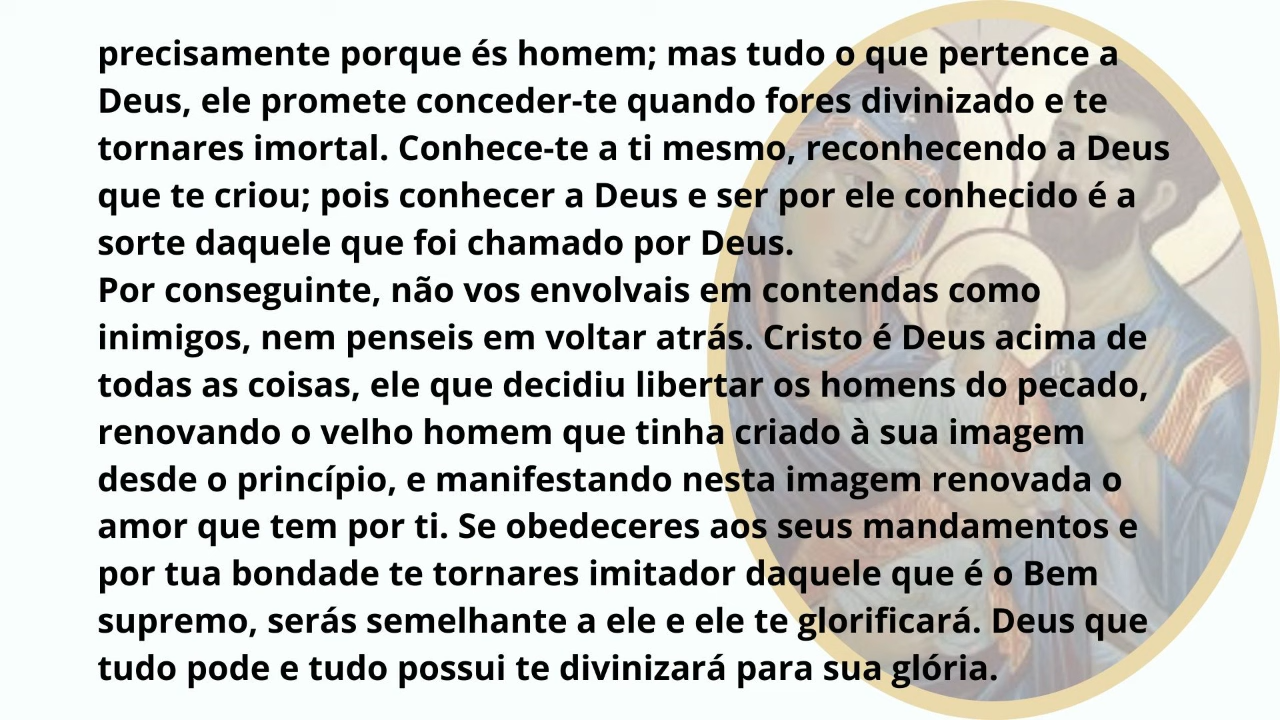 precisamente porque és homem; mas tudo o que pertence a
Deus, ele promete conceder-te quando fores divinizado e te
tornares imortal. Conhece-te a ti mesmo, reconhecendo a Deus
que te criou; pois conhecer a Deus e ser por ele conhecido é a
sorte daquele que foi chamado por Deus.
Por conseguinte, não vos envolvais em contendas como
inimigos, nem penseis em voltar atrás. Cristo é Deus acima de
todas as coisas, ele que decidiu libertar os homens do pecado,
renovando o velho homem que tinha criado à sua imagem
desde o princípio, e manifestando nesta imagem renovada o
amor que tem por ti. Se obedeceres aos seus mandamentos e
por tua bondade te tornares imitador daquele que é o Bem
supremo, serás semelhante a ele e ele te glorificará. Deus que
tudo pode e tudo possui te divinizará para sua glória.